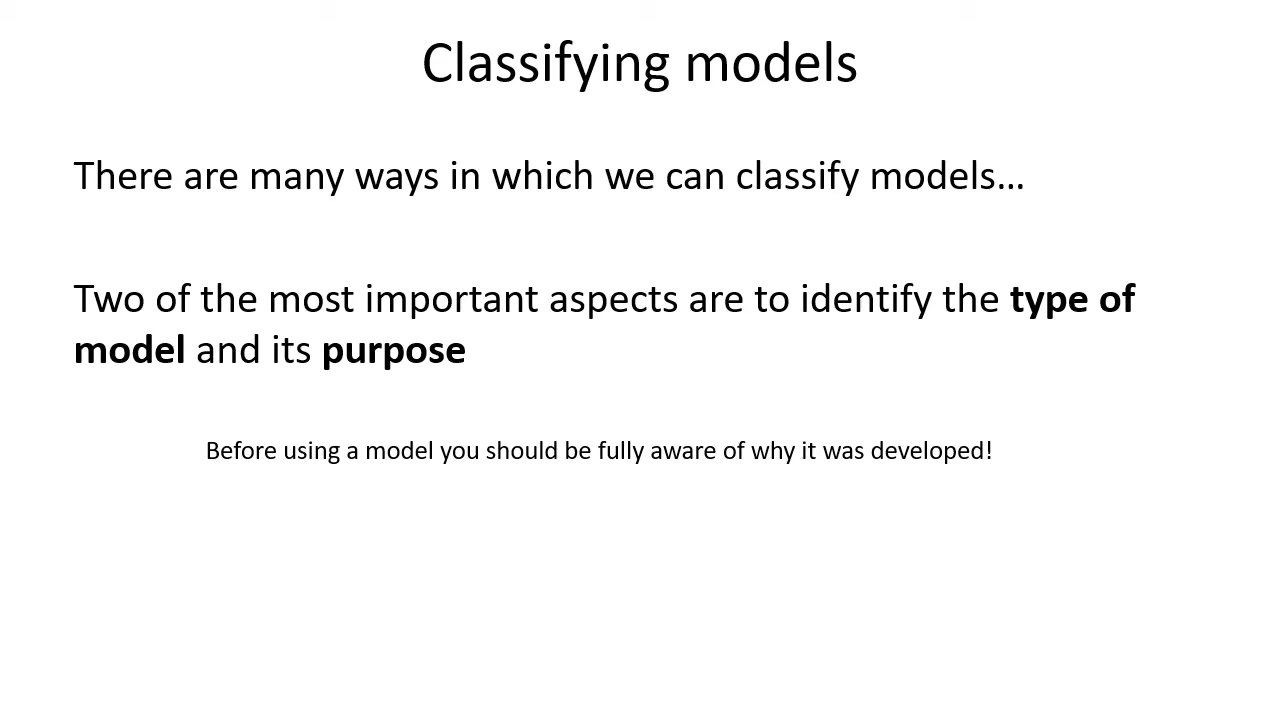 Classifying models
There are many ways in which we can classify models…
Two of the most important aspects are to identify the type of
model and its purpose
Before using a model you should be fully aware of why it was developed!